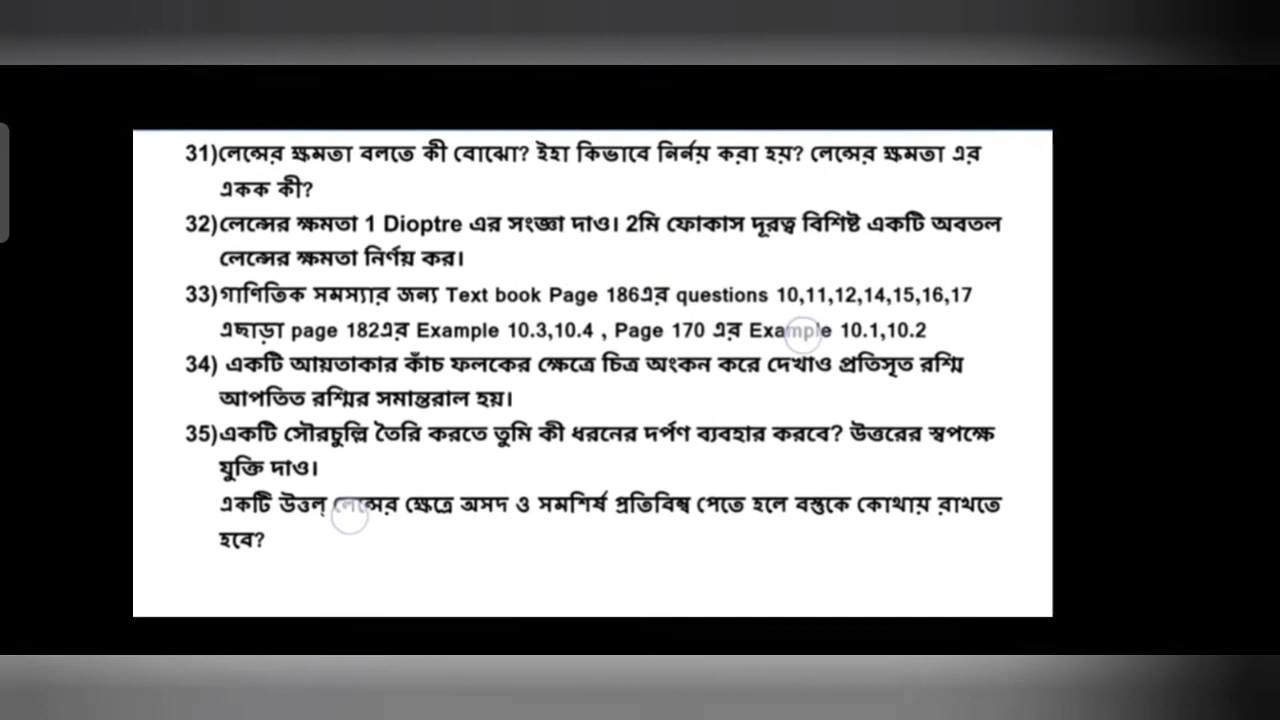 31)লেন্সের ক্ষমতা বলতে কী বোঝো? ইহা কিভাবে নির্নয় করা হয়? লেন্সের ক্ষমতা এর
একক কী?
32)লেন্সের ক্ষমতা 1 Dioptre এর সংজ্ঞা দাও। 2মি ফোকাস দূরত্ব বিশিষ্ট একটি অবতল
লেন্সের ক্ষমতা নির্ণয় কর।
33)গাণিতিক সমস্যার জন্য Text book Page 186এর questions 10,11,12,14,15,16,17
এছাড়া page 182এর Example 10.3,10.4 , Page 170 এর Example 10.1,10.2
34) একটি আয়তাকার কাঁচ ফলকের ক্ষেত্রে চিত্র অংকন করে দেখাও প্রতিসৃত রশ্মি
আপতিত রশ্মির সমান্তরাল হয়।
35)একটি সৌরচুল্লি তৈরি করতে তুমি কী ধরনের দর্পণ ব্যবহার করবে? উত্তরের স্বপক্ষে
যুক্তি দাও।
একটি উত্তল্ লেন্সের ক্ষেত্রে অসদ ও সমশির্ষ প্রতিবিম্ব পেতে হলে বস্তুকে কোথায় রাখতে
হবে?